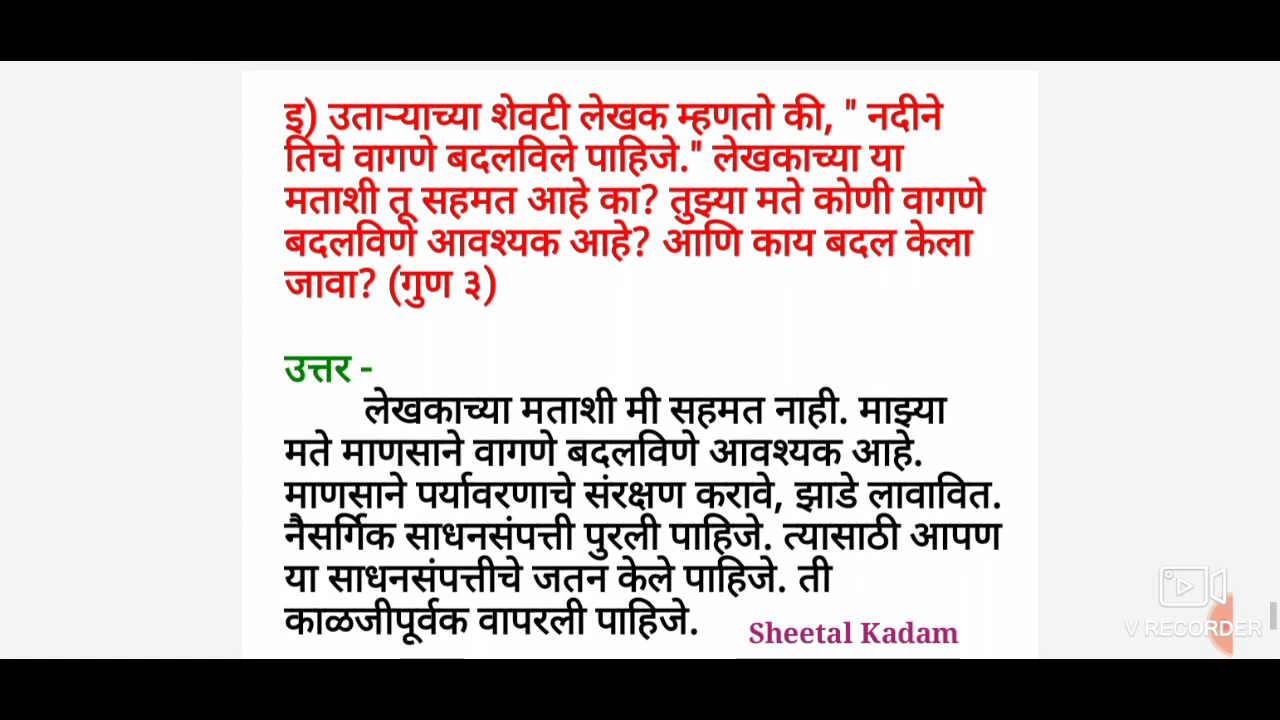 इ) उताऱ्याच्या शेवटी लेखक म्हणतो की, " नदीने
तिचे वागणे बदलविले पाहिजे." लेखकाच्या या
मताशी तू सहमत आहे का? तुझ्या मते कोणी वागणे
बदलविणे आवश्यक आहे? आणि काय बदल केला
जावा? (गुण ३)
उत्तर -
लेखकाच्या मताशी मी सहमत नाही. माझ्या
मते माणसाने वागणे बदलविणे आवश्यक आहे.
माणसाने पर्यावरणाचे संरक्षण करावे, झाडे लावावित.
नैसर्गिक साधनसंपत्ती पुरली पाहिजे. त्यासाठी आपण
या साधनसंपत्तीचे जतन केले पाहिजे. ती
काळजीपूर्वक वापरली पाहिजे.
Sheetal Kadam
V RECORDER